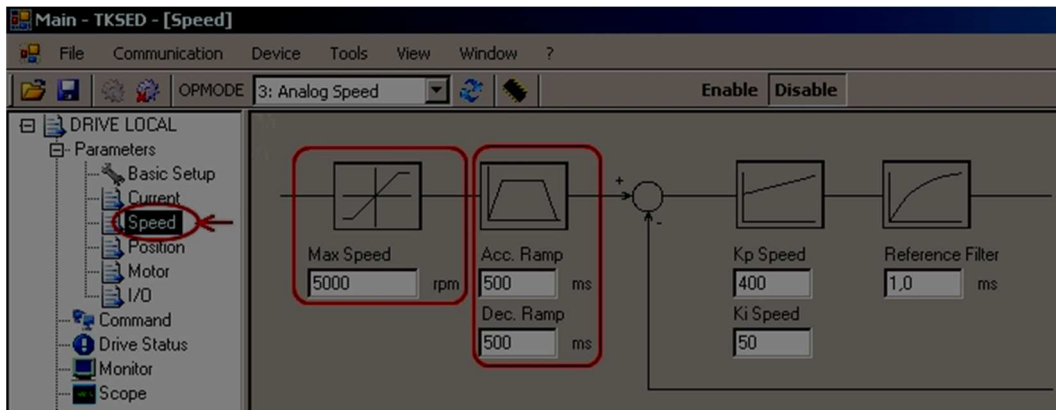 Main - TKSED - [Speed]
File Communication Device Tools View Window ?
OPMODE 3: Analog Speed Enable Disable
DRIVE LOCAL
Parameters
Basic Setup
Current
Speed
Position
Motor
I/O
Command
Drive Status
Monitor
Scope
+
-
Max Speed
5000 rpm
Acc. Ramp
500 ms
Dec. Ramp
500 ms
Kp Speed
400
Ki Speed
50
Reference Filter
1,0 ms